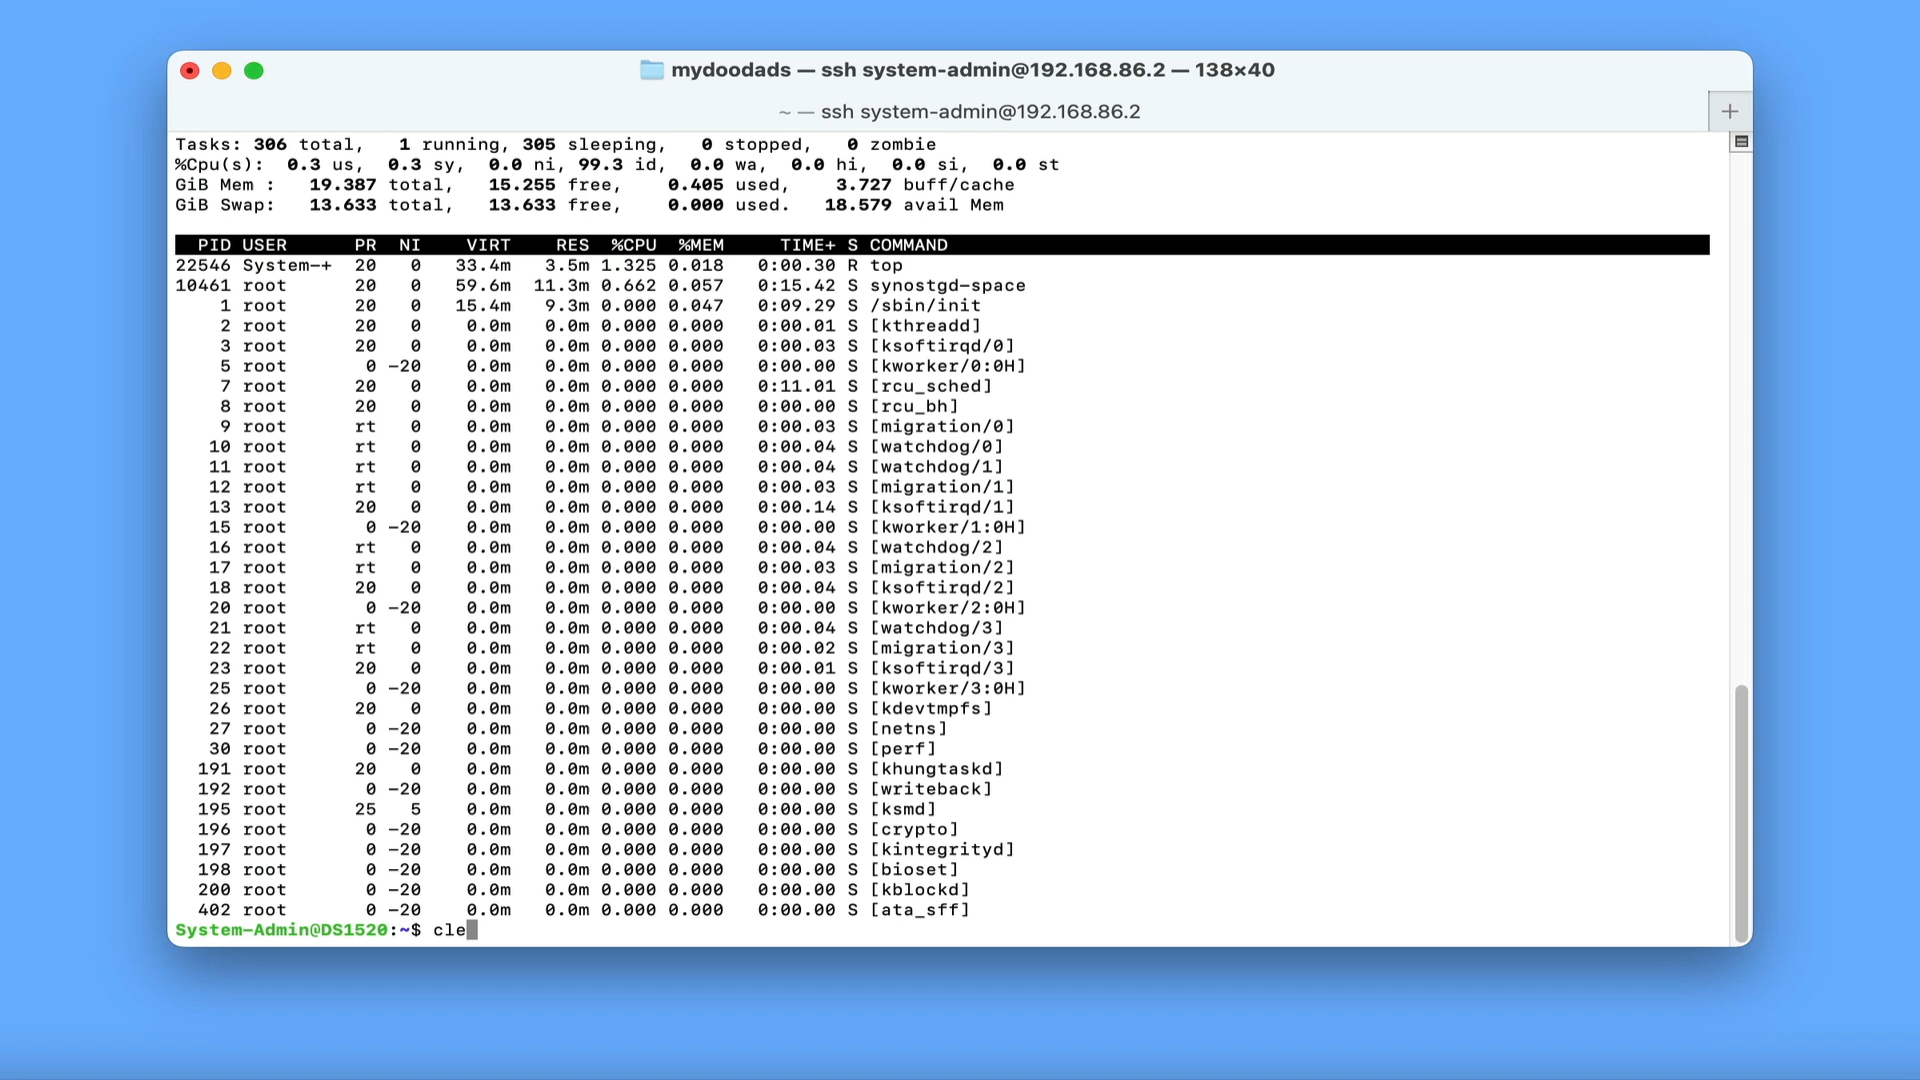 mydoodads — ssh system-admin@192.168.86.2 — 138×40
~ — ssh system-admin@192.168.86.2
+
Tasks: 306 total,   1 running, 305 sleeping,   0 stopped,   0 zombie
%Cpu(s):  0.3 us,  0.3 sy,  0.0 ni, 99.3 id,  0.0 wa,  0.0 hi,  0.0 si,  0.0 st
GiB Mem :   19.387 total,   15.255 free,    0.405 used,    3.727 buff/cache
GiB Swap:   13.633 total,   13.633 free,    0.000 used.   18.579 avail Mem
  PID USER      PR  NI    VIRT    RES  %CPU  %MEM     TIME+ S COMMAND
22546 System-+  20   0   33.4m   3.5m 1.325 0.018   0:00.30 R top
10461 root      20   0   59.6m  11.3m 0.662 0.057   0:15.42 S synostgd-space
    1 root      20   0   15.4m   9.3m 0.000 0.047   0:09.29 S /sbin/init
    2 root      20   0    0.0m   0.0m 0.000 0.000   0:00.01 S [kthreadd]
    3 root      20   0    0.0m   0.0m 0.000 0.000   0:00.03 S [ksoftirqd/0]
    5 root       0 -20    0.0m   0.0m 0.000 0.000   0:00.00 S [kworker/0:0H]
    7 root      20   0    0.0m   0.0m 0.000 0.000   0:11.01 S [rcu_sched]
    8 root      20   0    0.0m   0.0m 0.000 0.000   0:00.00 S [rcu_bh]
    9 root      rt   0    0.0m   0.0m 0.000 0.000   0:00.03 S [migration/0]
   10 root      rt   0    0.0m   0.0m 0.000 0.000   0:00.04 S [watchdog/0]
   11 root      rt   0    0.0m   0.0m 0.000 0.000   0:00.04 S [watchdog/1]
   12 root      rt   0    0.0m   0.0m 0.000 0.000   0:00.03 S [migration/1]
   13 root      20   0    0.0m   0.0m 0.000 0.000   0:00.14 S [ksoftirqd/1]
   15 root       0 -20    0.0m   0.0m 0.000 0.000   0:00.00 S [kworker/1:0H]
   16 root      rt   0    0.0m   0.0m 0.000 0.000   0:00.04 S [watchdog/2]
   17 root      rt   0    0.0m   0.0m 0.000 0.000   0:00.03 S [migration/2]
   18 root      20   0    0.0m   0.0m 0.000 0.000   0:00.04 S [ksoftirqd/2]
   20 root       0 -20    0.0m   0.0m 0.000 0.000   0:00.00 S [kworker/2:0H]
   21 root      rt   0    0.0m   0.0m 0.000 0.000   0:00.04 S [watchdog/3]
   22 root      rt   0    0.0m   0.0m 0.000 0.000   0:00.02 S [migration/3]
   23 root      20   0    0.0m   0.0m 0.000 0.000   0:00.01 S [ksoftirqd/3]
   25 root       0 -20    0.0m   0.0m 0.000 0.000   0:00.00 S [kworker/3:0H]
   26 root      20   0    0.0m   0.0m 0.000 0.000   0:00.00 S [kdevtmpfs]
   27 root       0 -20    0.0m   0.0m 0.000 0.000   0:00.00 S [netns]
   30 root       0 -20    0.0m   0.0m 0.000 0.000   0:00.00 S [perf]
  191 root      20   0    0.0m   0.0m 0.000 0.000   0:00.00 S [khungtaskd]
  192 root       0 -20    0.0m   0.0m 0.000 0.000   0:00.00 S [writeback]
  195 root      25   5    0.0m   0.0m 0.000 0.000   0:00.00 S [ksmd]
  196 root       0 -20    0.0m   0.0m 0.000 0.000   0:00.00 S [crypto]
  197 root       0 -20    0.0m   0.0m 0.000 0.000   0:00.00 S [kintegrityd]
  198 root       0 -20    0.0m   0.0m 0.000 0.000   0:00.00 S [bioset]
  200 root       0 -20    0.0m   0.0m 0.000 0.000   0:00.00 S [kblockd]
  402 root       0 -20    0.0m   0.0m 0.000 0.000   0:00.00 S [ata_sff]
System-Admin@DS1520:~$ cle